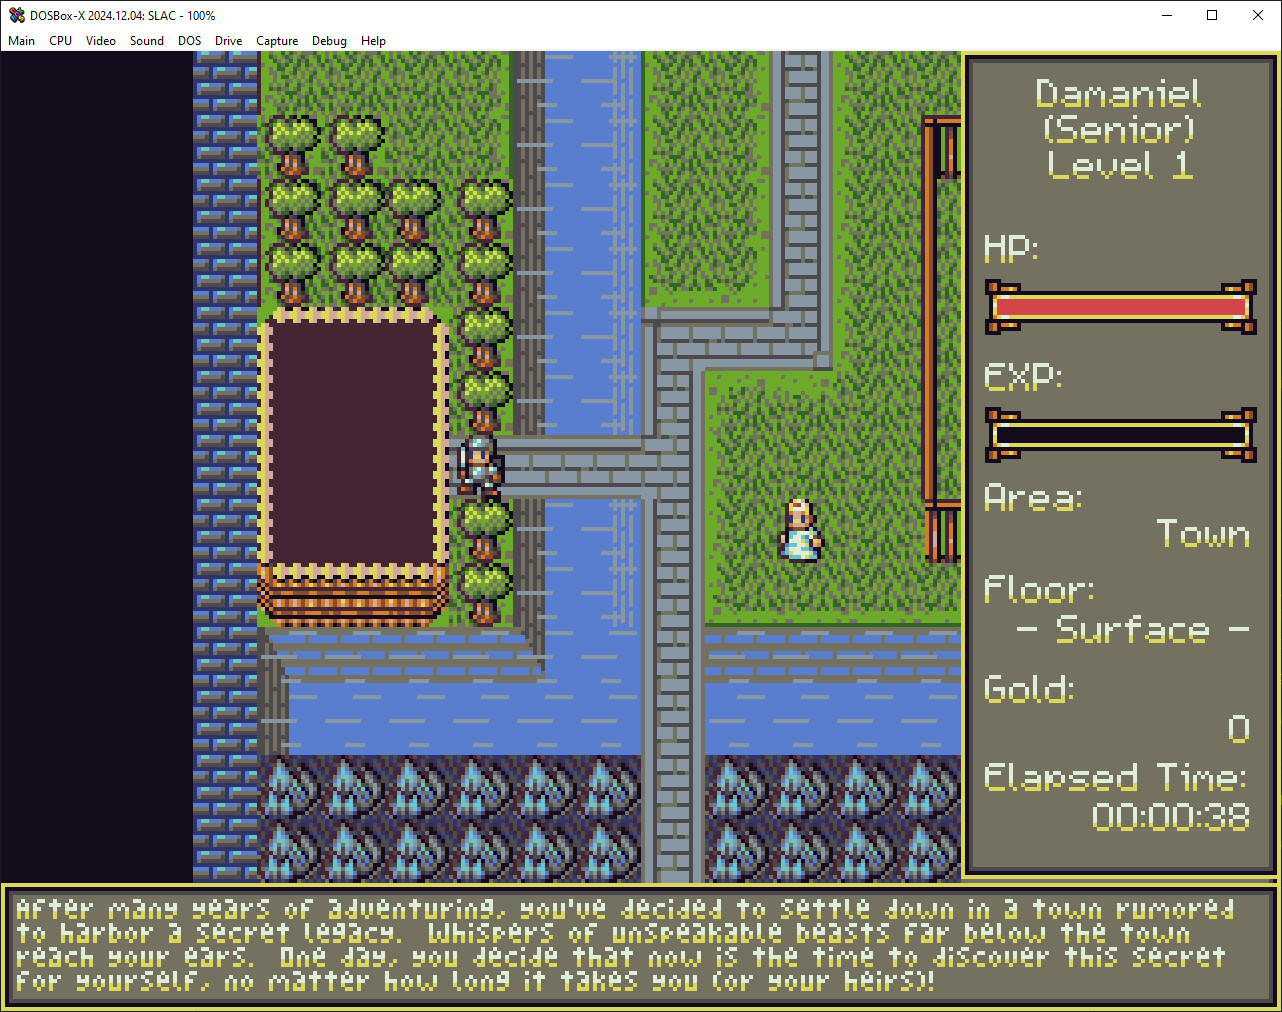 DOSBox-X 2024.12.04: SLAC - 100%
Main CPU Video Sound DOS Drive Capture Debug Help
Damaniel
(Senior)
Level 1
HP:
EXP:
Area:
Town
Floor:
- Surface -
Gold:
0
Elapsed Time:
00:00:38
After many years of adventuring, you've decided to settle down in a town rumored
to harbor a secret legacy. Whispers of unspeakable beasts far below the town
reach your ears. One day, you decide that now is the time to discover this secret
for yourself, no matter how long it takes you (or your heirs)!